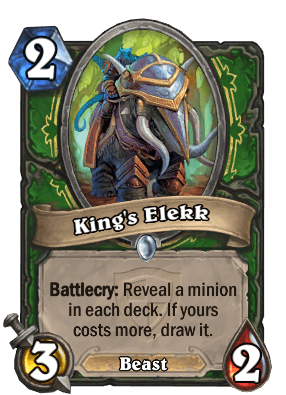 2
King's Elekk
Battlecry: Reveal a minion
in each deck. If yours
costs more, draw it.
3
Beast
2